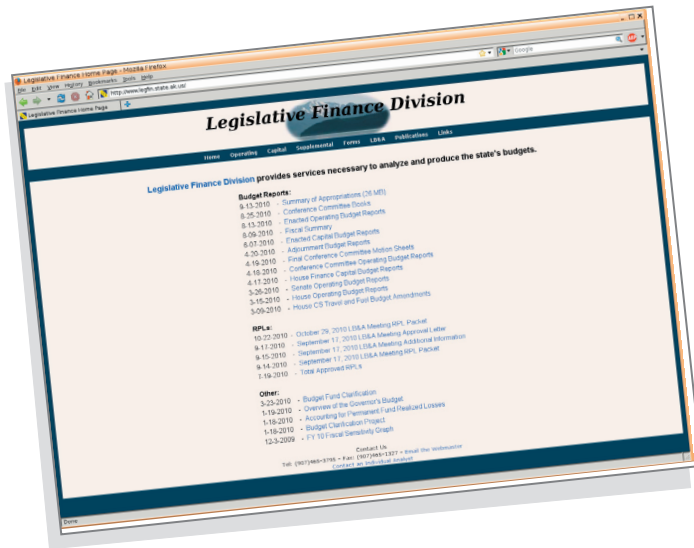 Legislative Finance Home Page - Mozilla Firefox
File Edit View History Bookmarks Tools Help
http://www.legfin.state.ak.us/
Google
Legislative Finance Home Page
Legislative Finance Division
Home Operating Capital Supplemental Forms LB&A Publications Links
Legislative Finance Division provides services necessary to analyze and produce the state's budgets.
Budget Reports:
9-13-2010 - Summary of Appropriations (26 MB)
8-25-2010 - Conference Committee Books
8-13-2010 - Enacted Operating Budget Reports
8-09-2010 - Fiscal Summary
6-07-2010 - Enacted Capital Budget Reports
4-20-2010 - Adjournment Budget Reports
4-19-2010 - Final Conference Committee Motion Sheets
4-18-2010 - Conference Committee Operating Budget Reports
4-17-2010 - House Finance Capital Budget Reports
3-26-2010 - Senate Operating Budget Reports
3-15-2010 - House Operating Budget Reports
3-09-2010 - House CS Travel and Fuel Budget Amendments
RPLs:
10-22-2010 - October 29, 2010 LB&A Meeting RPL Packet
9-17-2010 - September 17, 2010 LB&A Meeting Approval Letter
9-15-2010 - September 17, 2010 LB&A Meeting Additional Information
9-14-2010 - September 17, 2010 LB&A Meeting RPL Packet
7-19-2010 - Total Approved RPLs
Other:
3-23-2010 - Budget Fund Clarification
1-19-2010 - Overview of the Governor's Budget
1-18-2010 - Accounting for Permanent Fund Realized Losses
1-18-2010 - Budget Clarification Project
12-3-2009 - FY 10 Fiscal Sensitivity Graph
Contact Us
Tel: (907)465-3795 - Fax: (907)465-1327 - Email the Webmaster
Contact an Individual Analyst
Done